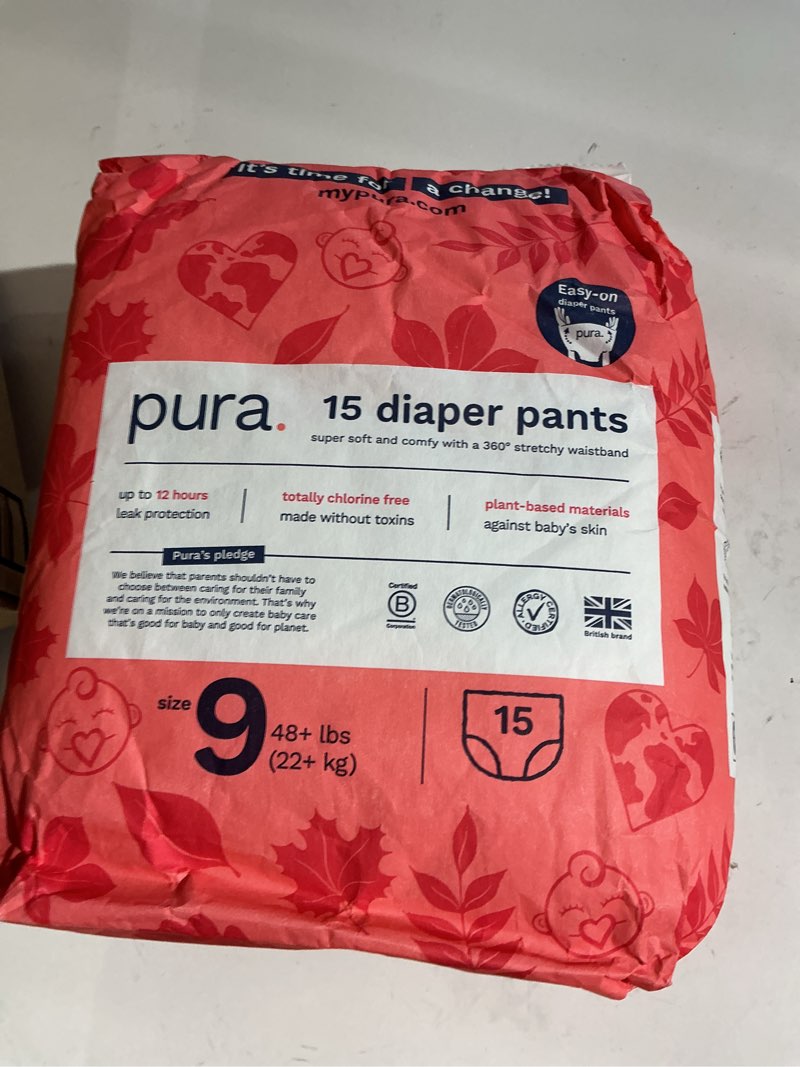 It's time for a change!
mypura.com
Easy-on
diaper pants
pura.
pura.
15 diaper pants
super soft and comfy with a 360° stretchy waistband
up to 12 hours
leak protection
totally chlorine free
made without toxins
plant-based materials
against baby's skin
Pura's pledge
We believe that parents shouldn't have to
choose between caring for their family
and caring for the environment. That's why
we're on a mission to only create baby care
that's good for baby and good for planet.
Certified
B
Corporation
DERMATOLOGICALLY
TESTED
ALLERGY CERTIFIED
British brand
size
9
48+ lbs
(22+ kg)
15